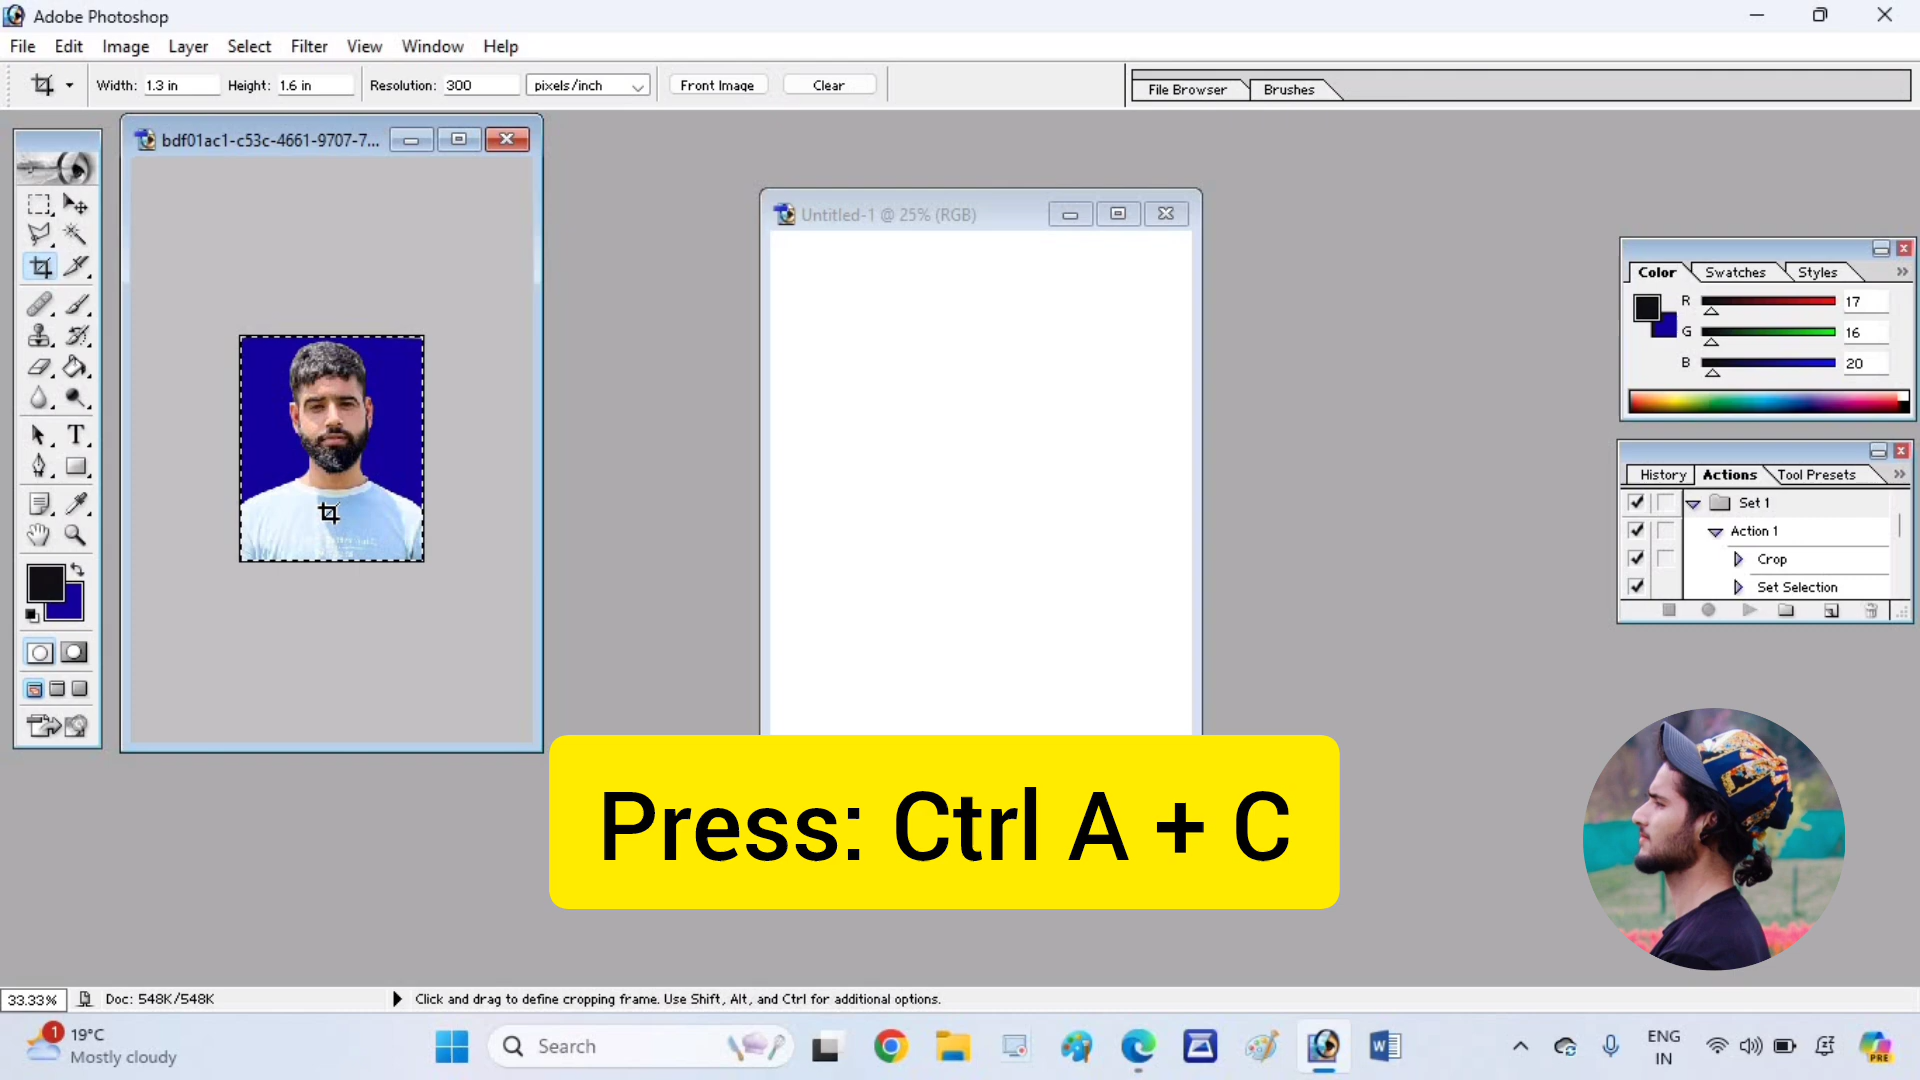 Adobe Photoshop
File Edit Image Layer Select Filter View Window Help
Width: 1.3 in Height: 1.6 in Resolution: 300 pixels/inch Front Image Clear
File Browser Brushes
bdf01ac1-c53c-4661-9707-7...
Untitled-1 @ 25% (RGB)
Color Swatches Styles
R 17
G 16
B 20
History Actions Tool Presets
Set 1
Action 1
Crop
Set Selection
Press: Ctrl A + C
33.33% Doc: 548K/548K Click and drag to define cropping frame. Use Shift, Alt, and Ctrl for additional options.
1
19°C
Mostly cloudy
Search
ENG
IN
PRE